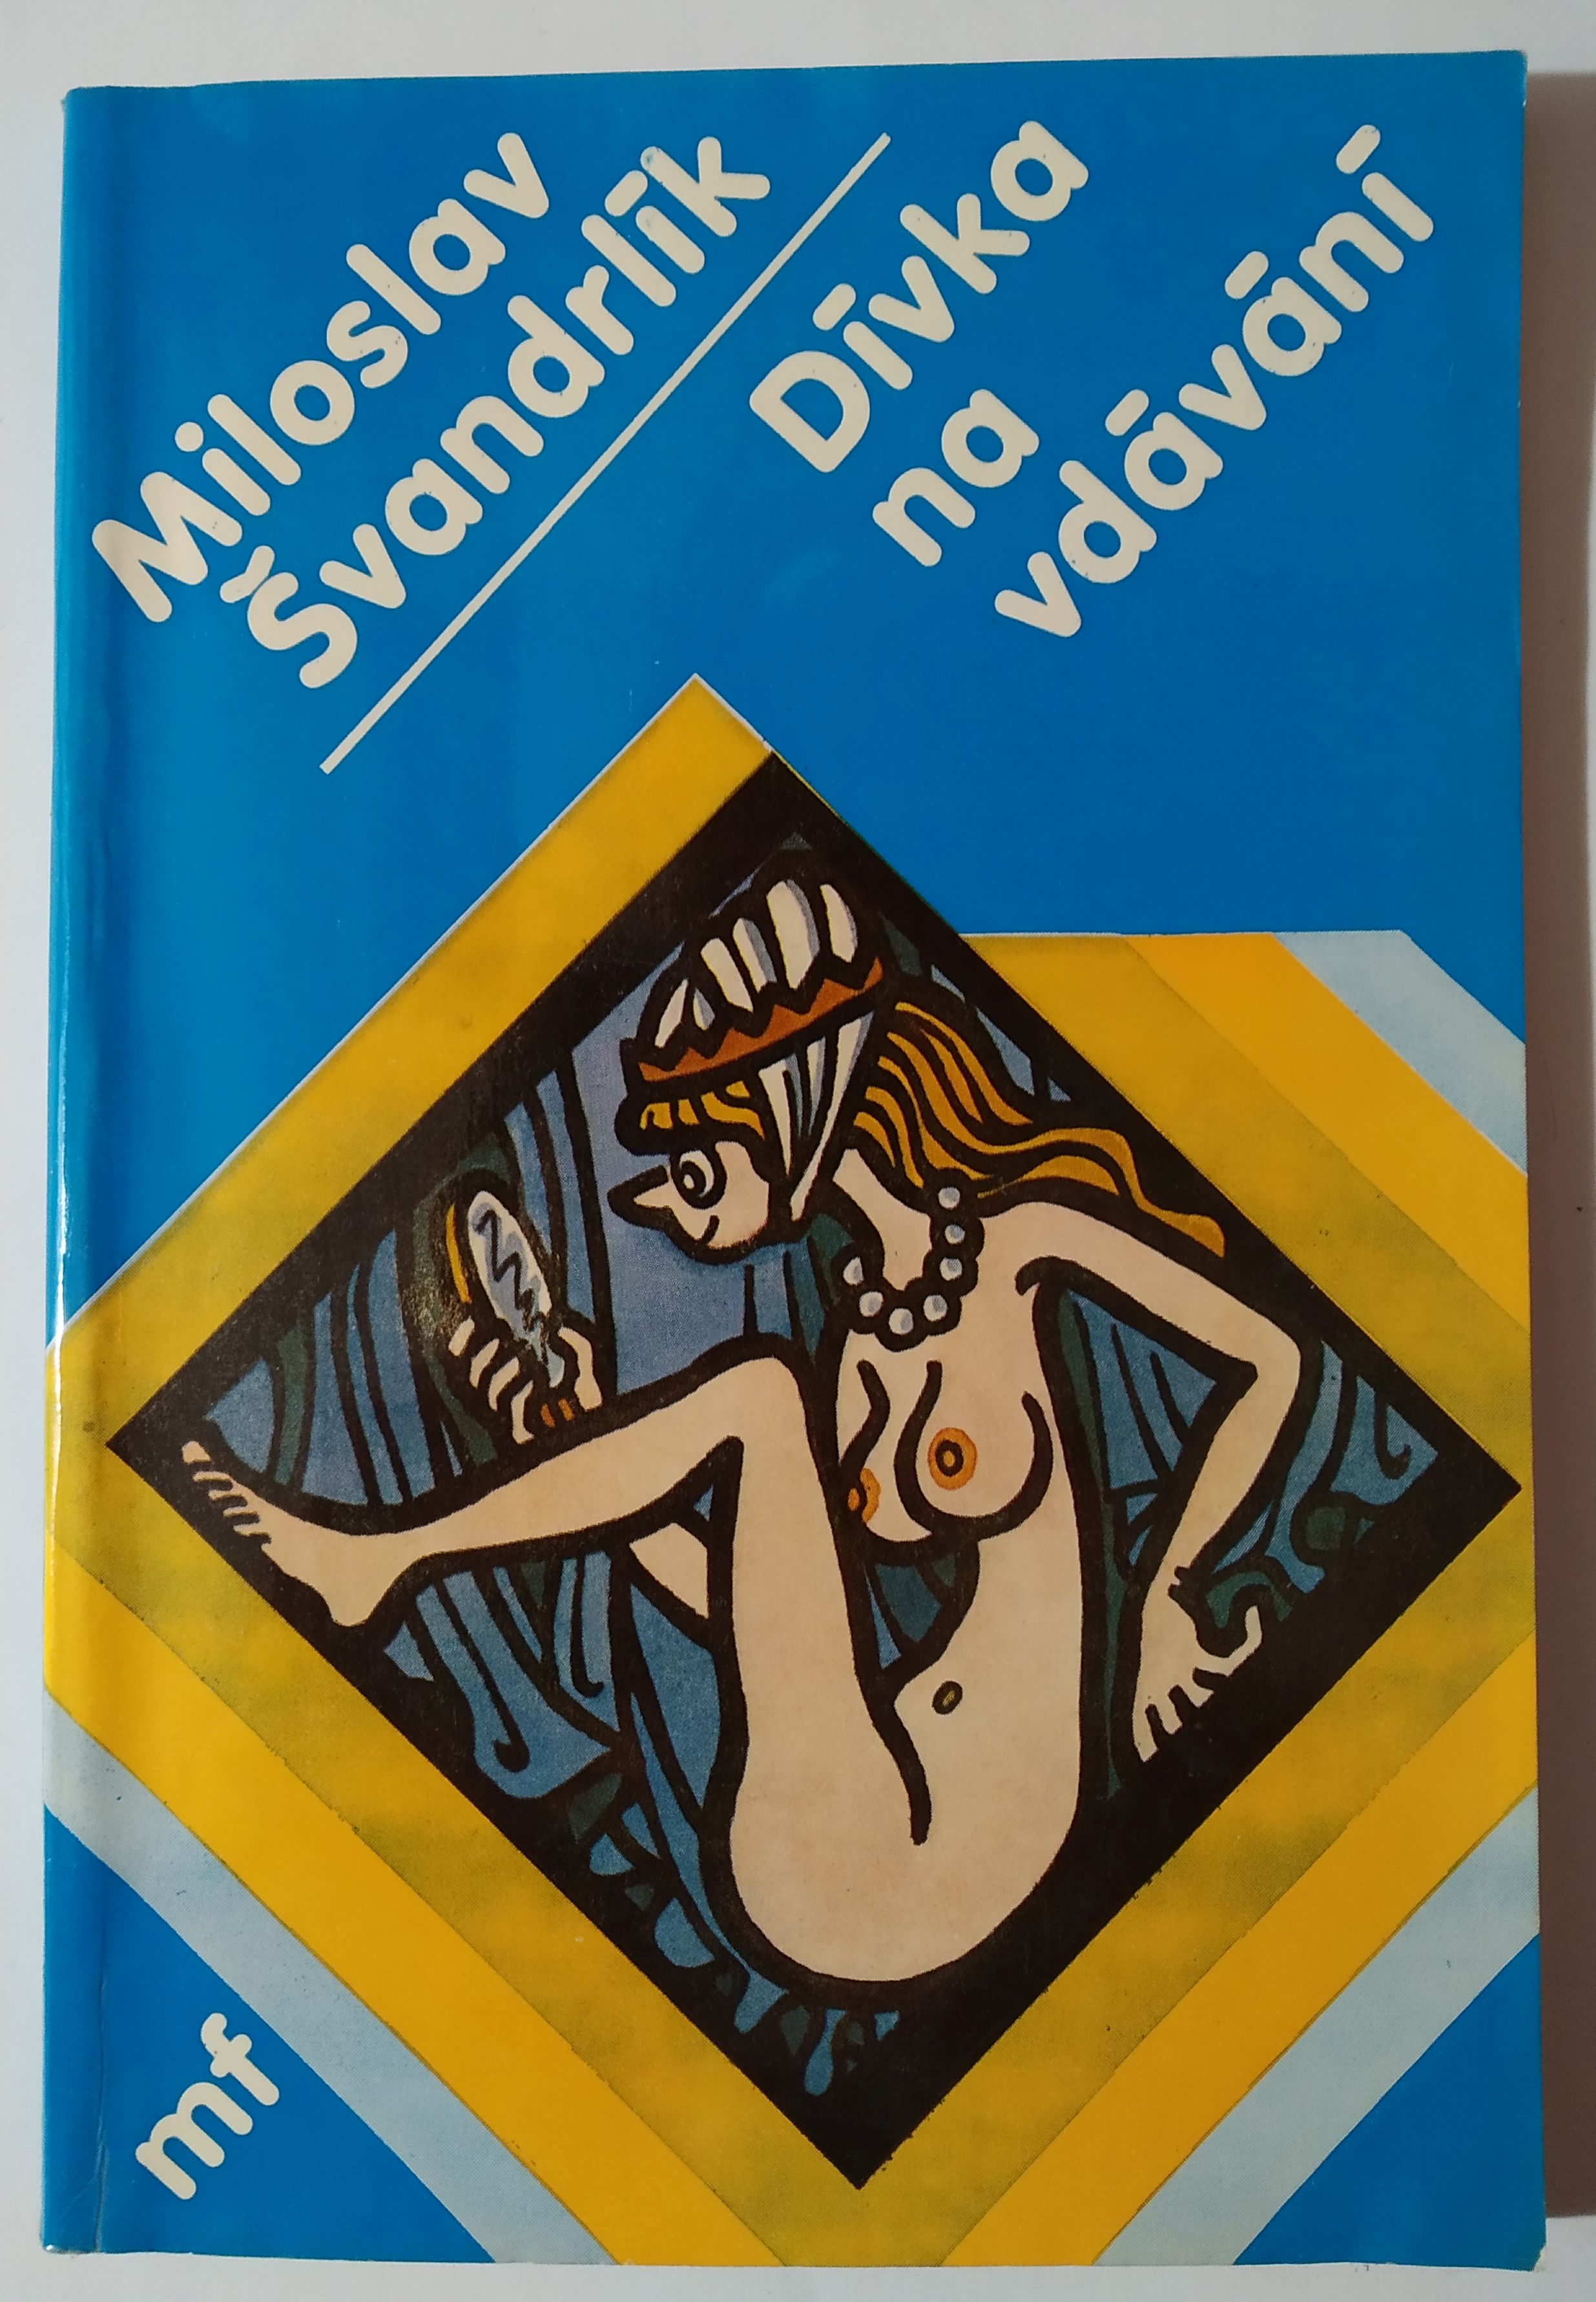 Miloslav
Švandrlík
Dívka
na
vdávání
mf